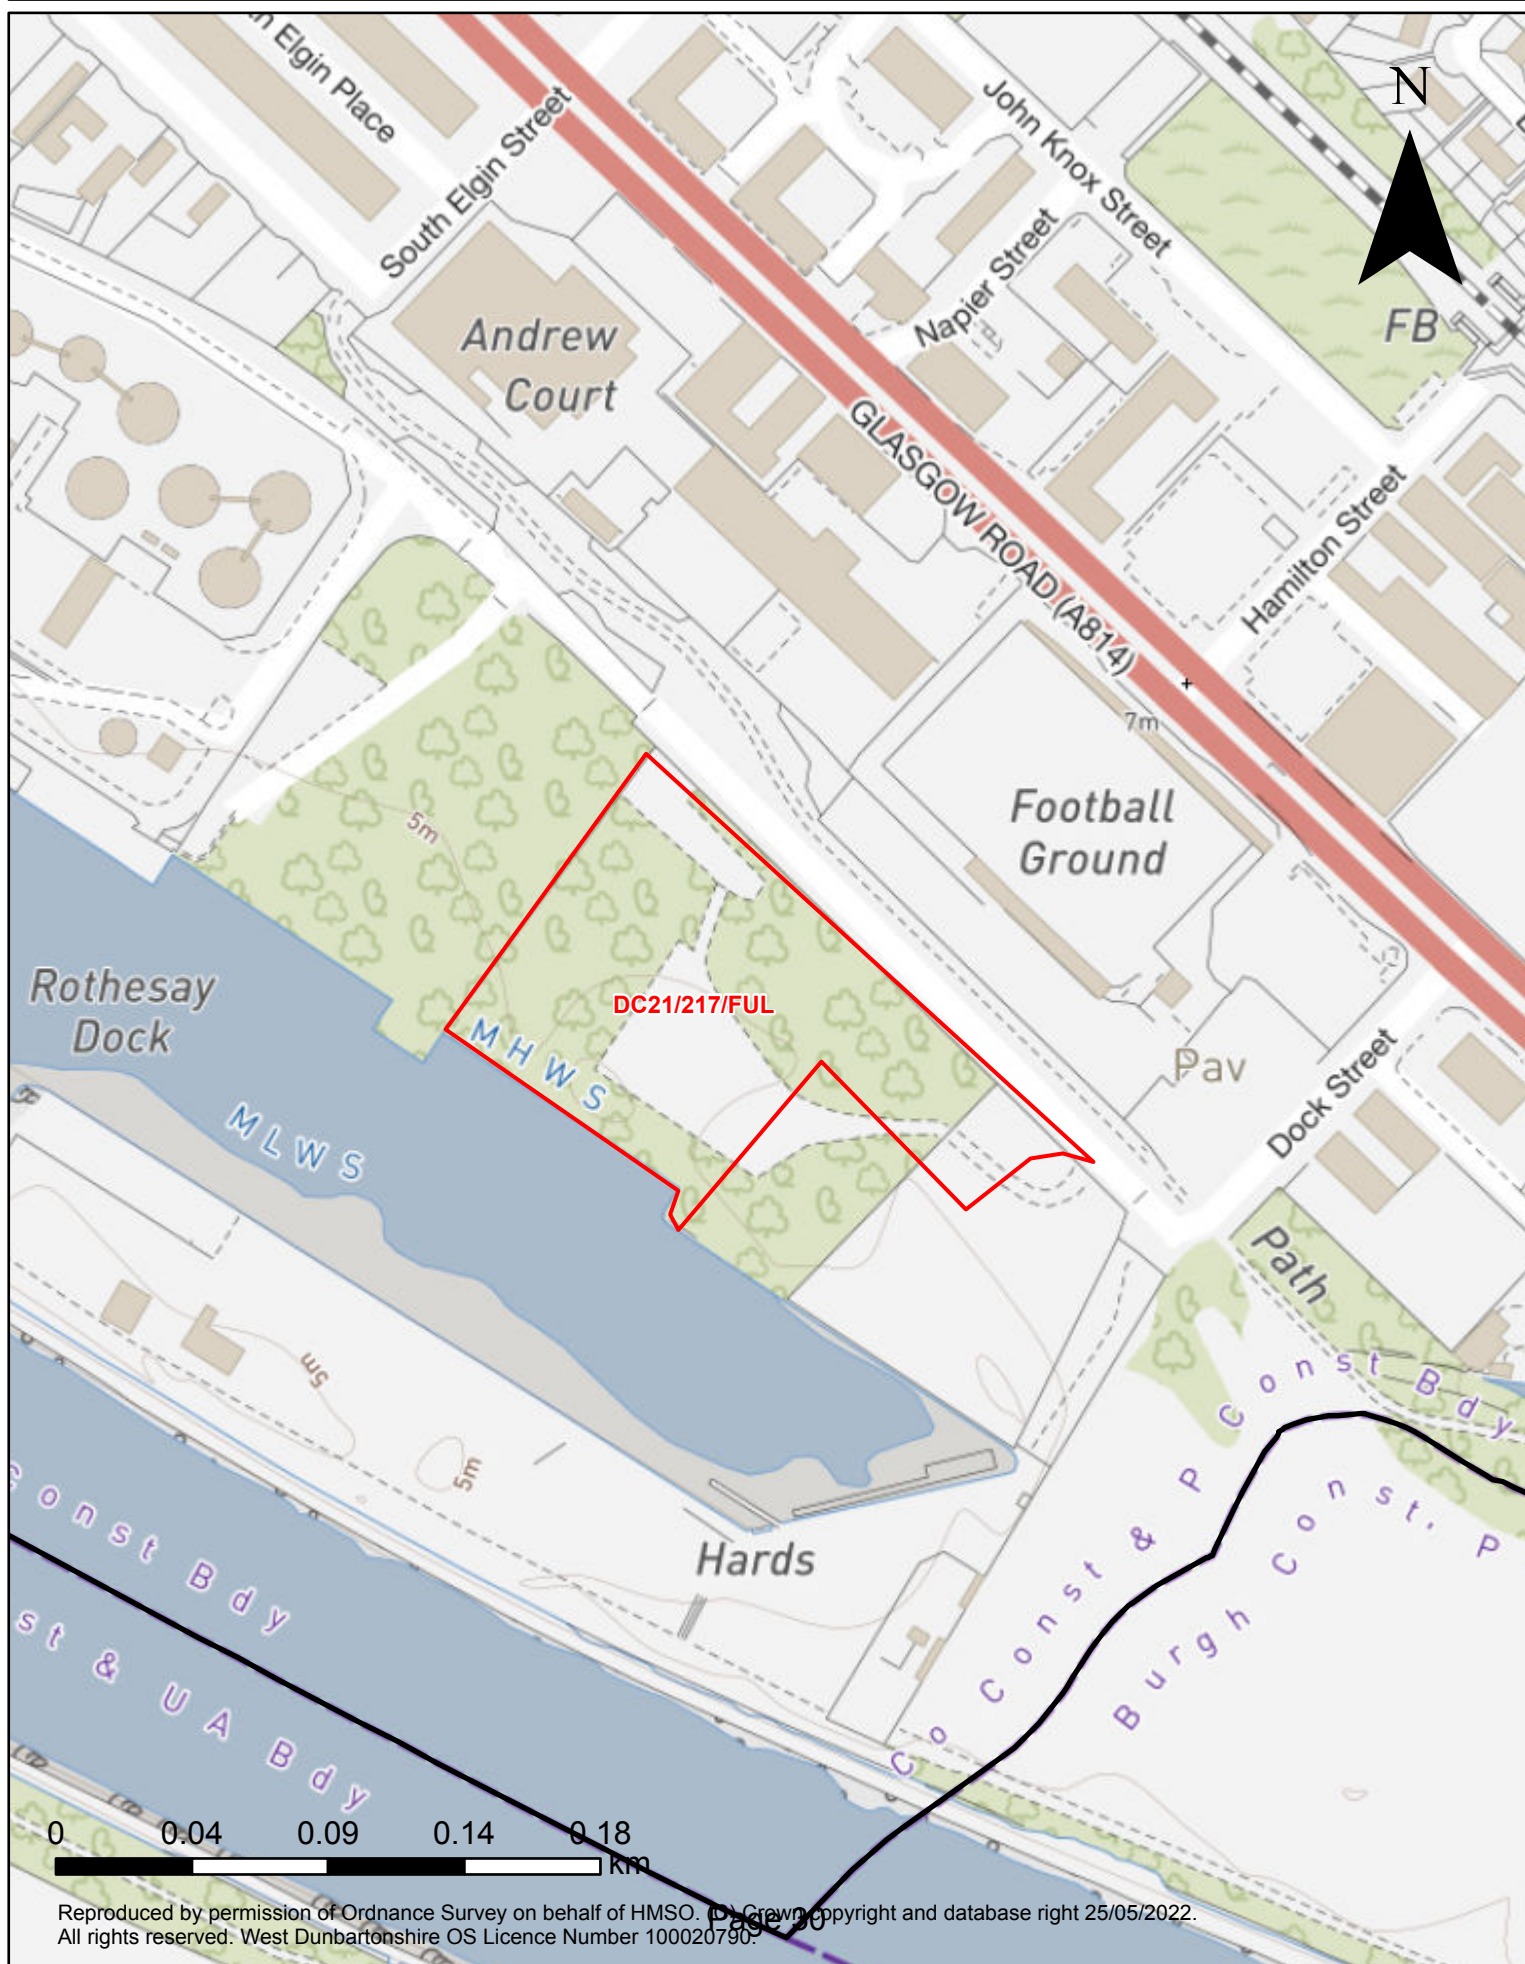 n Elgin Place
South Elgin Street
John Knox Street
N
Napier Street
FB
Andrew
Court
GLASGOW ROAD (A814)
Hamilton Street
7m
Football
Ground
5m
Rothesay
Dock
DC21/217/FUL
MHWS
MLWS
Pav
Dock Street
Path
5m
5m
Const Bdy
Co Const & P Const Bdy
Burgh Const, P
Hards
Const Bdy
st & UA Bdy
0 0.04 0.09 0.14 0.18
km
Reproduced by permission of Ordnance Survey on behalf of HMSO. (C) Crown copyright and database right 25/05/2022.
Page 30
All rights reserved. West Dunbartonshire OS Licence Number 100020790.